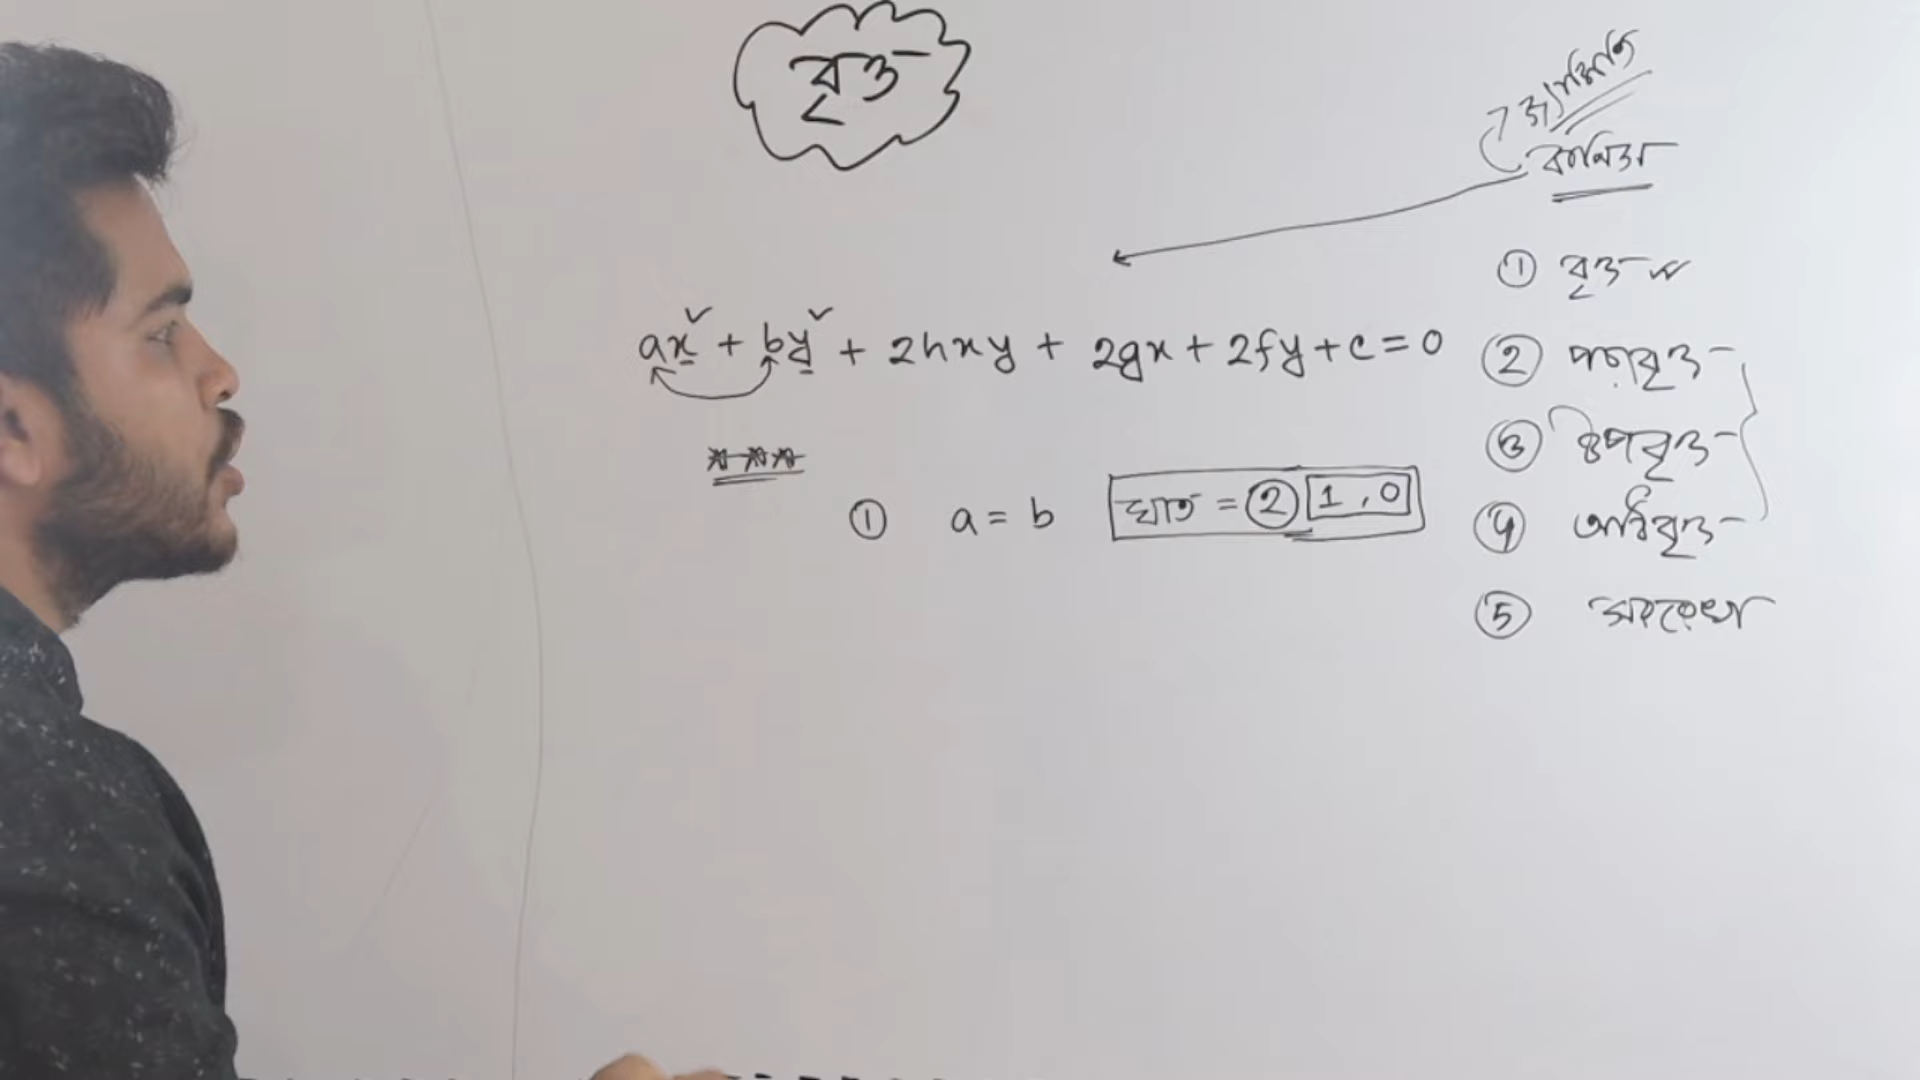 বৃত্ত
জ্যামিতি
কবিতা
① বৃত্ত
ax² + by² + 2hxy + 2gx + 2fy + c = 0
② পরাবৃত্ত
③ উপবৃত্ত
① a = b ঘাত = ② 1, 0
④ অধিবৃত্ত
⑤ সরলরেখা